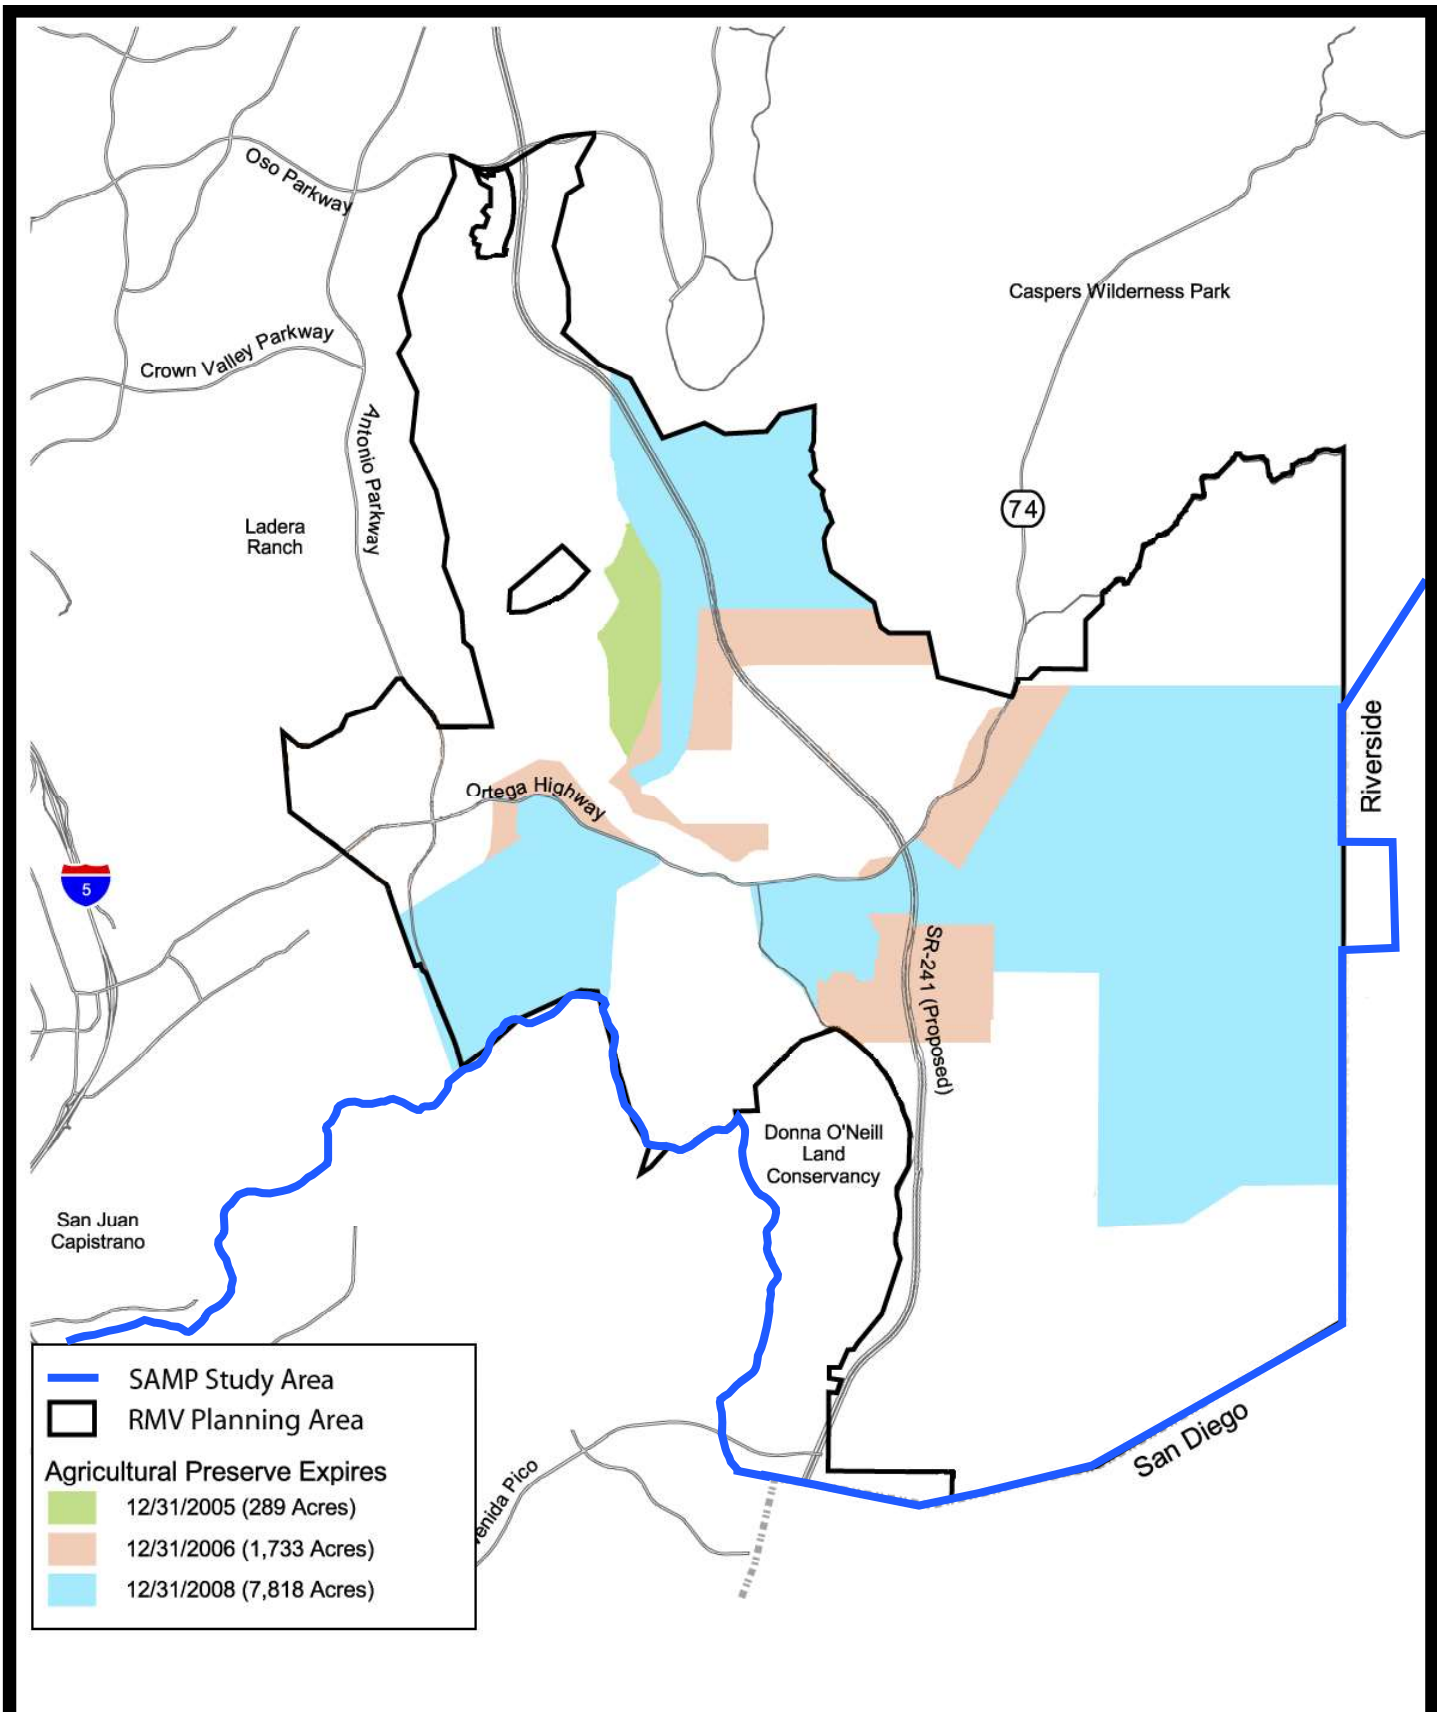 Oso Parkway
Caspers Wilderness Park
Crown Valley Parkway
Antonio Parkway
74
Ladera
Ranch
Riverside
Ortega Highway
5
SR-241 (Proposed)
Donna O'Neill
Land
Conservancy
San Juan
Capistrano
San Diego
enida Pico
SAMP Study Area
RMV Planning Area
Agricultural Preserve Expires
12/31/2005 (289 Acres)
12/31/2006 (1,733 Acres)
12/31/2008 (7,818 Acres)